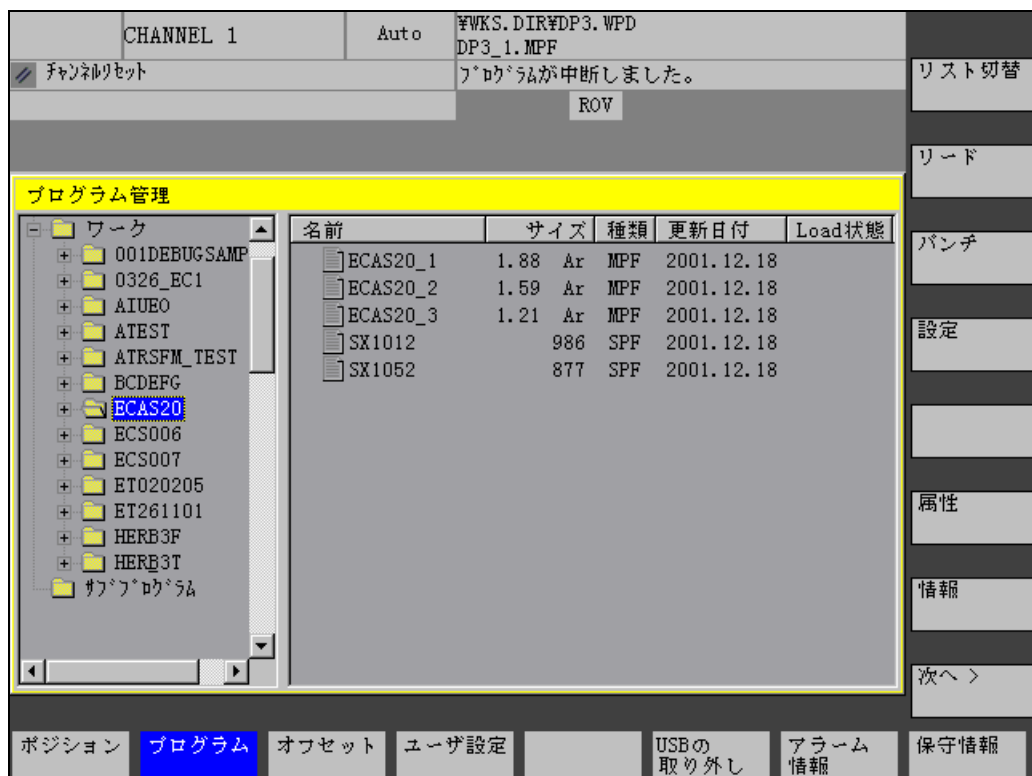 CHANNEL 1
Auto
¥WKS.DIR¥DP3.WPD
DP3_1.MPF
ﾁｬﾝﾈﾙﾘｾｯﾄ
ﾌﾟﾛｸﾞﾗﾑが中断しました。
ROV
プログラム管理
ワーク
001DEBUGSAMP
0326_EC1
AIUEO
ATEST
ATRSFM_TEST
BCDEFG
ECAS20
ECS006
ECS007
ET020205
ET261101
HERB3F
HERB3T
ｻﾌﾞﾌﾟﾛｸﾞﾗﾑ
名前 サイズ 種類 更新日付 Load状態
ECAS20_1 1.88 Ar MPF 2001.12.18
ECAS20_2 1.59 Ar MPF 2001.12.18
ECAS20_3 1.21 Ar MPF 2001.12.18
SX1012 986 SPF 2001.12.18
SX1052 877 SPF 2001.12.18
リスト切替
リード
パンチ
設定
属性
情報
次へ >
ポジション
プログラム
オフセット
ユーザ設定
USBの
取り外し
アラーム
情報
保守情報